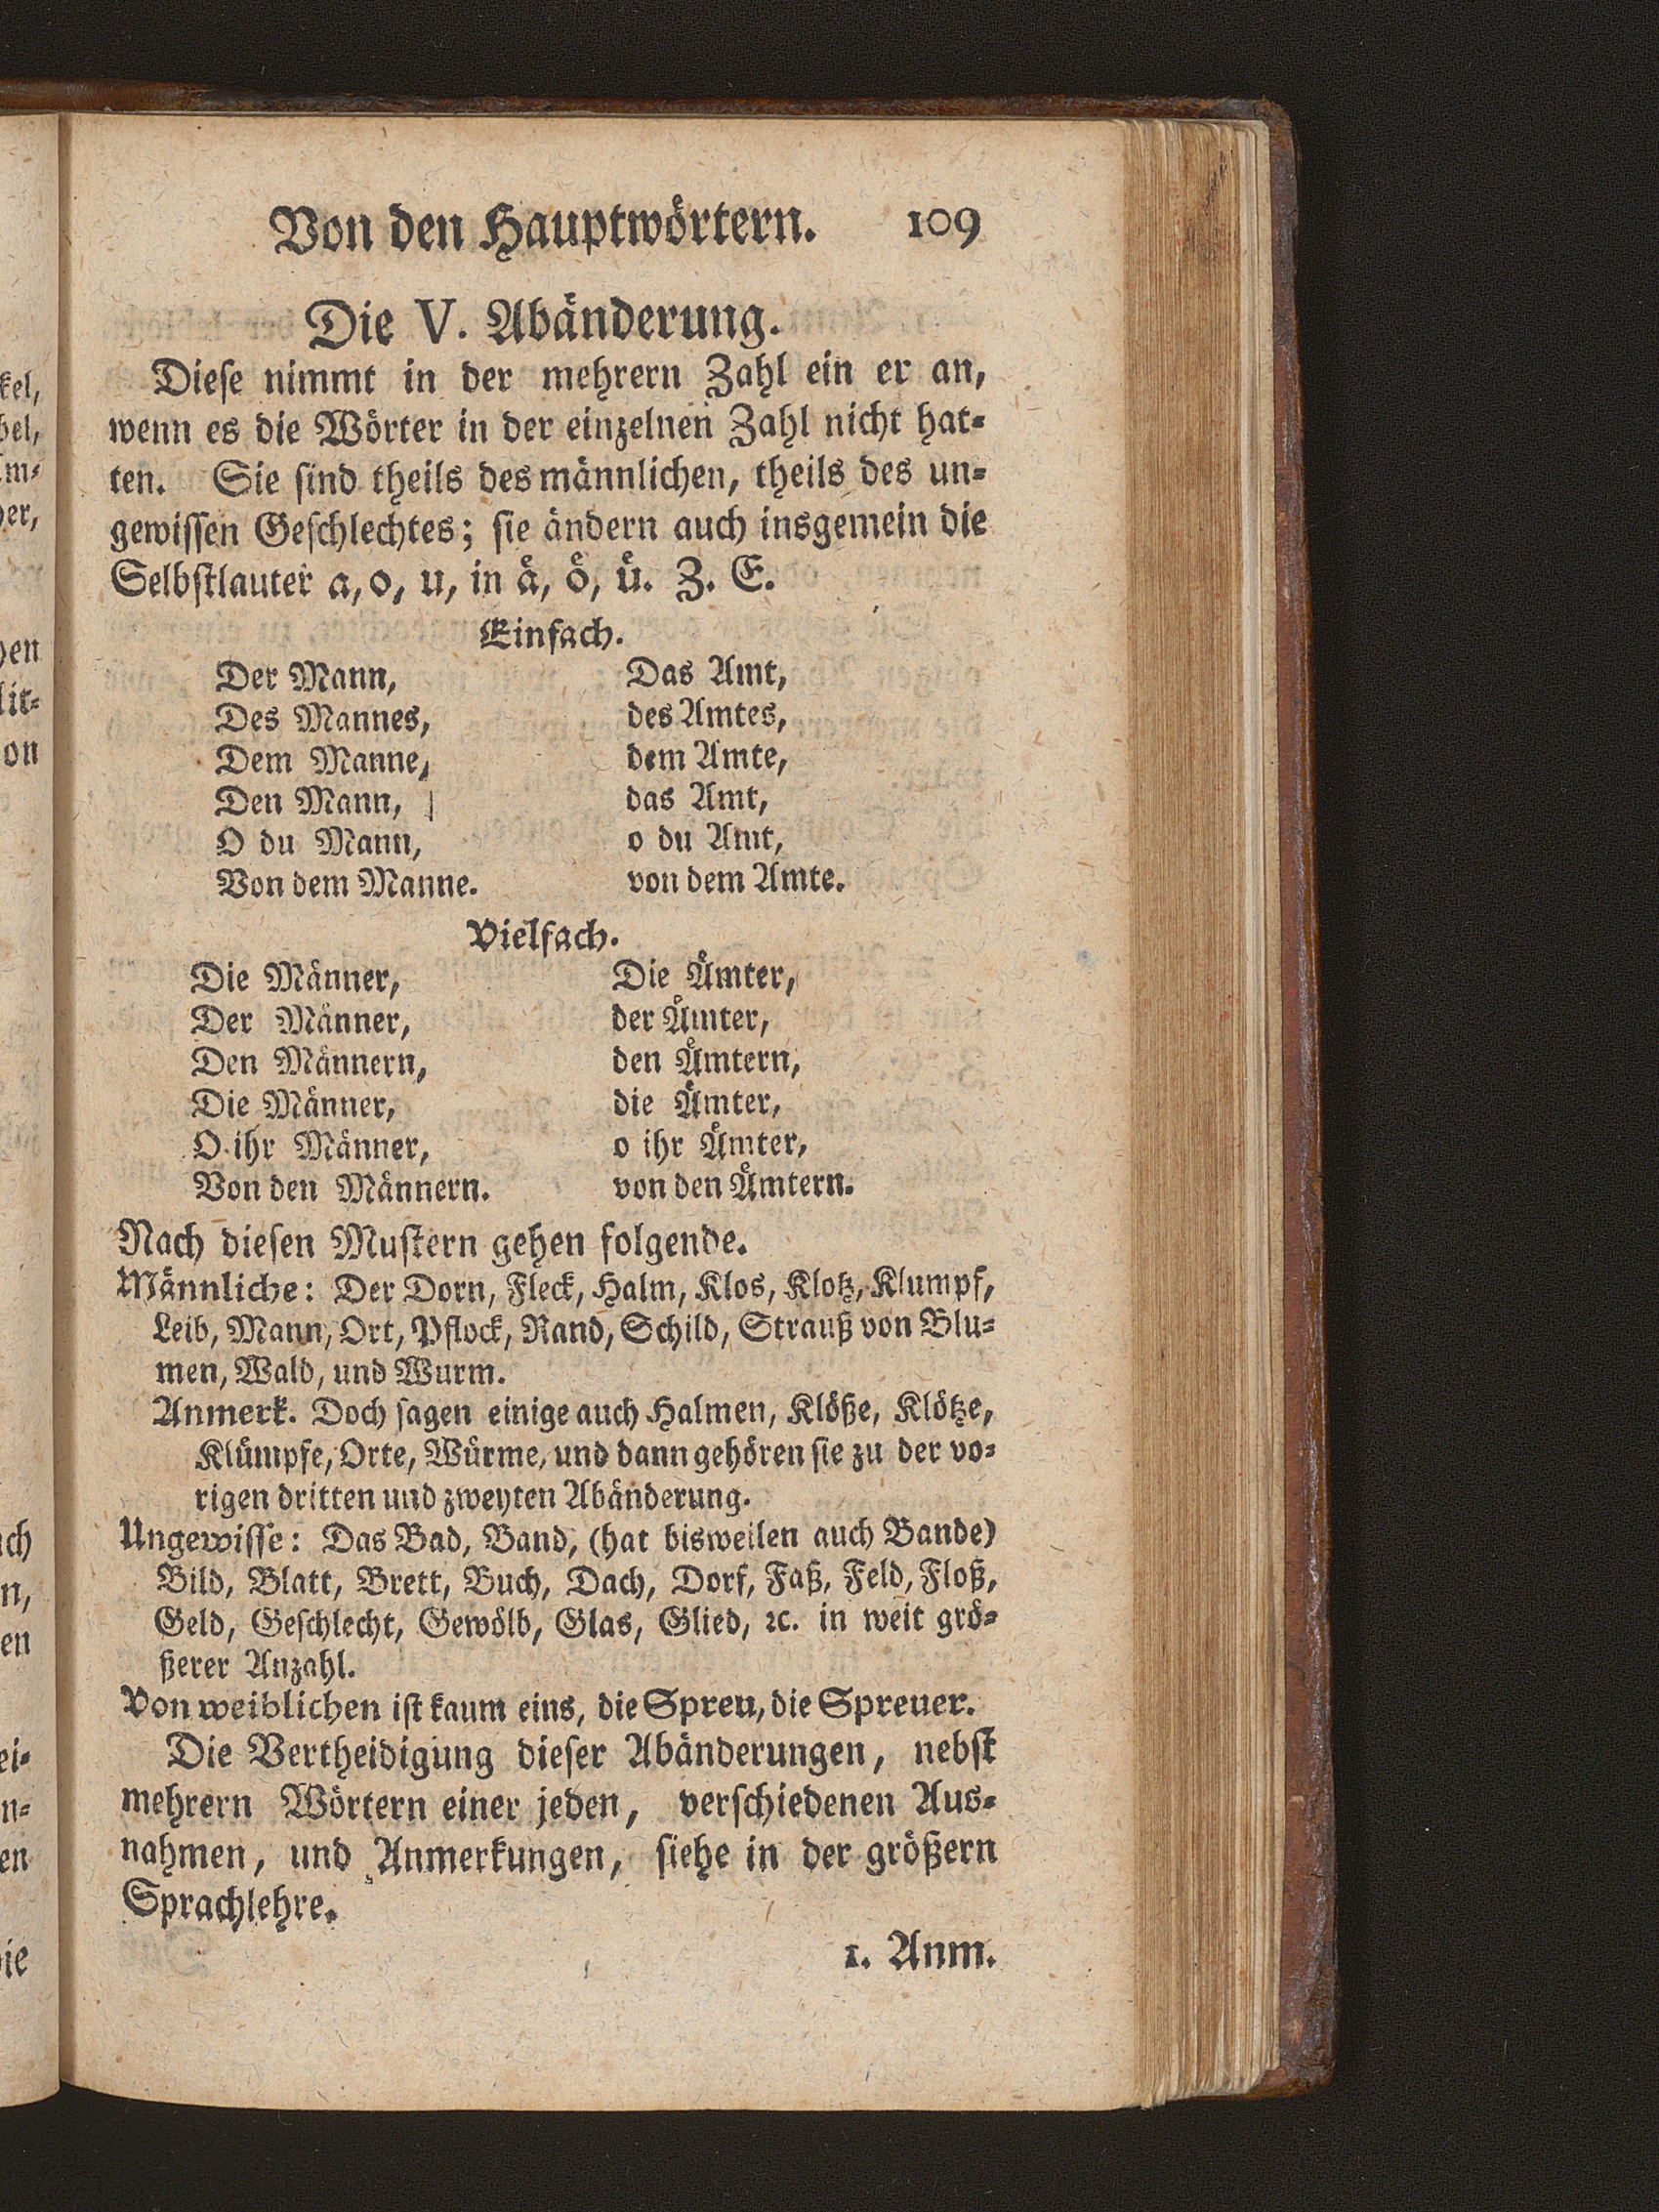 Von den Hauptwörtern. 109
Die V. Abänderung.
Diese nimmt in der mehrern Zahl ein er an,
wenn es die Wörter in der einzelnen Zahl nicht hat-
ten. Sie sind theils des männlichen, theils des un-
gewissen Geschlechtes; sie ändern auch insgemein die
Selbstlauter a, o, u, in ä, ö, ü. Z. E.
Einfach.
Der Mann, Das Amt,
Des Mannes, des Amtes,
Dem Manne, dem Amte,
Den Mann, das Amt,
O du Mann, o du Amt,
Von dem Manne. von dem Amte.
Vielfach.
Die Männer, Die Ämter,
Der Männer, der Ämter,
Den Männern, den Ämtern,
Die Männer, die Ämter,
O ihr Männer, o ihr Ämter,
Von den Männern. von den Ämtern.
Nach diesen Mustern gehen folgende.
Männliche: Der Dorn, Fleck, Halm, Klos, Klotz, Klumpf,
Leib, Mann, Ort, Pflock, Rand, Schild, Strauß von Blu-
men, Wald, und Wurm.
Anmerk. Doch sagen einige auch Halmen, Klöße, Klötze,
Klümpfe, Orte, Würme, und dann gehören sie zu der vo-
rigen dritten und zweyten Abänderung.
Ungewisse: Das Bad, Band, (hat bisweilen auch Bande)
Bild, Blatt, Brett, Buch, Dach, Dorf, Faß, Feld, Floß,
Geld, Geschlecht, Gewölb, Glas, Glied, ꝛc. in weit grö-
ßerer Anzahl.
Von weiblichen ist kaum eins, die Spreu, die Spreuer.
Die Vertheidigung dieser Abänderungen, nebst
mehrern Wörtern einer jeden, verschiedenen Aus-
nahmen, und Anmerkungen, siehe in der größern
Sprachlehre.
1. Anm.